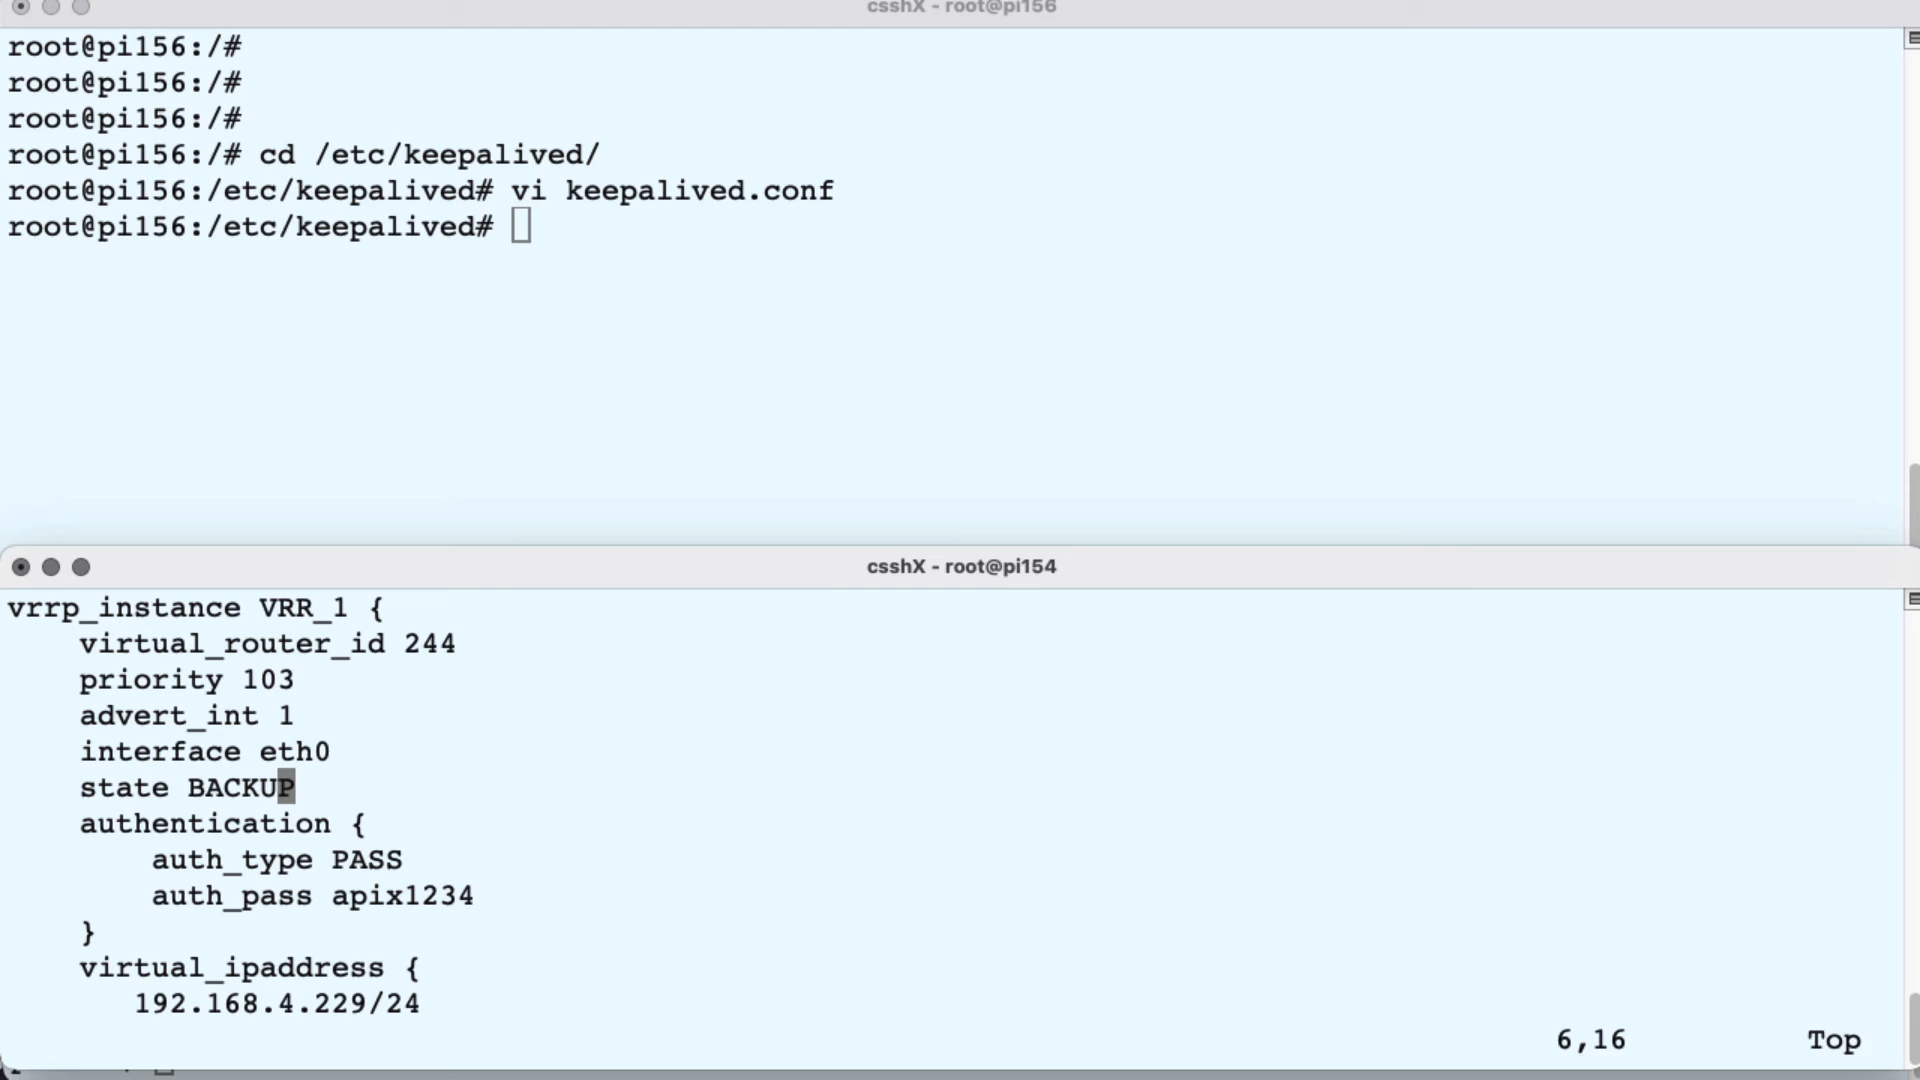 csshX - root@pi156
root@pi156:/#
root@pi156:/#
root@pi156:/#
root@pi156:/# cd /etc/keepalived/
root@pi156:/etc/keepalived# vi keepalived.conf
root@pi156:/etc/keepalived#
csshX - root@pi154
vrrp_instance VRR_1 {
    virtual_router_id 244
    priority 103
    advert_int 1
    interface eth0
    state BACKUP
    authentication {
        auth_type PASS
        auth_pass apix1234
    }
    virtual_ipaddress {
       192.168.4.229/24
6,16 Top